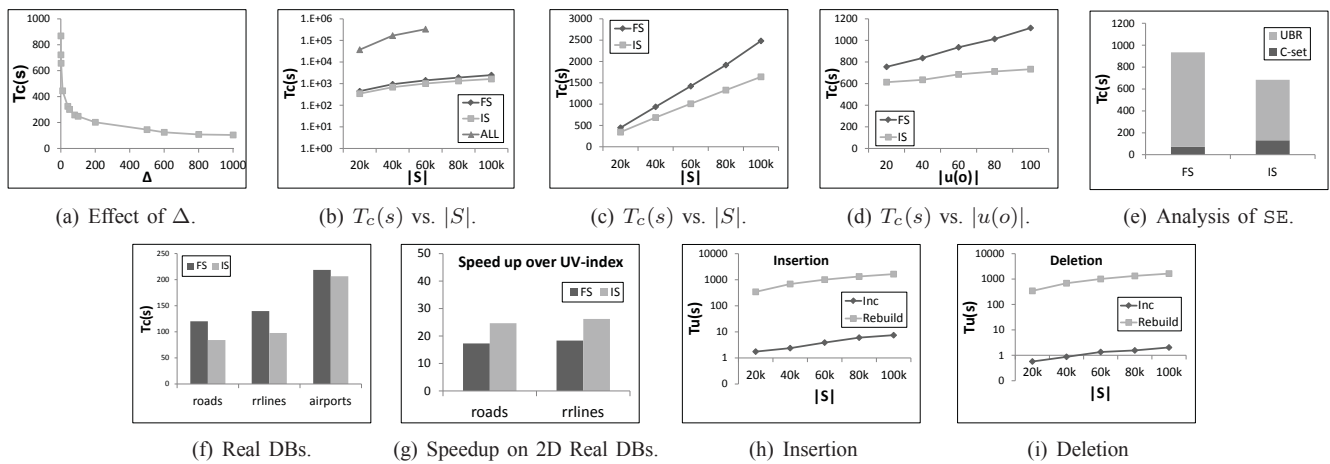 1000
800
600
400
200
0
Tc(s)
0 200 400 600 800 1000
Δ
(a) Effect of Δ.
1.E+06
1.E+05
1.E+04
1.E+03
1.E+02
1.E+01
1.E+00
Tc(s)
FS
IS
ALL
20k 40k 60k 80k 100k
|S|
(b) Tc(s) vs. |S|.
3000
2500
2000
1500
1000
500
0
Tc(s)
FS
IS
20k 40k 60k 80k 100k
|S|
(c) Tc(s) vs. |S|.
1200
1000
800
600
400
200
0
Tc(s)
FS
IS
20 40 60 80 100
|u(o)|
(d) Tc(s) vs. |u(o)|.
1200
1000
800
600
400
200
0
Tc(s)
UBR
C-set
FS IS
(e) Analysis of SE.
250
200
150
100
50
0
Tc(s)
FS IS
roads rrlines airports
(f) Real DBs.
50
40
30
20
10
0
Speed up over UV-index
FS IS
roads rrlines
(g) Speedup on 2D Real DBs.
Insertion
10000
1000
100
10
1
0
Tu(s)
Inc
Rebuild
20k 40k 60k 80k 100k
|S|
(h) Insertion
Deletion
10000
1000
100
10
1
0
Tu(s)
Inc
Rebuild
20k 40k 60k 80k 100k
|S|
(i) Deletion